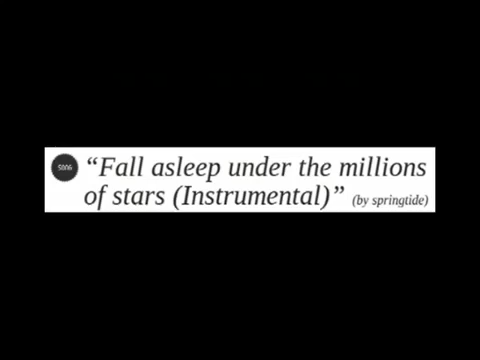 “Fall asleep under the millions
of stars (Instrumental)” (by springtide)